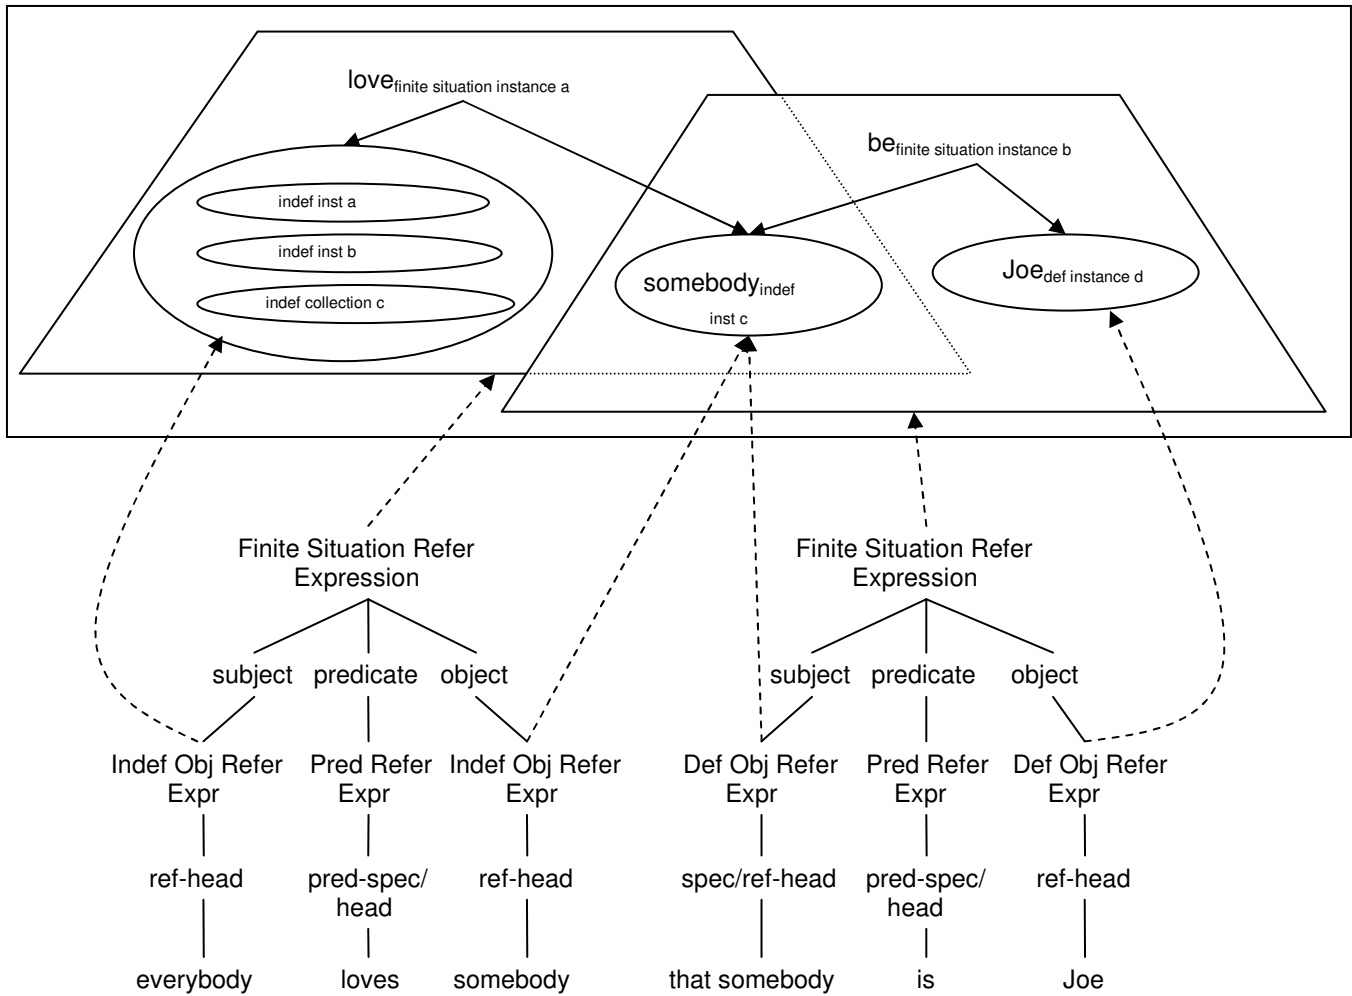 love finite situation instance a
be finite situation instance b
indef inst a
indef inst b
indef collection c
somebody indef
inst c
Joe def instance d
Finite Situation Refer
Expression
Finite Situation Refer
Expression
subject predicate object
subject predicate object
Indef Obj Refer
Expr
Pred Refer
Expr
Indef Obj Refer
Expr
Def Obj Refer
Expr
Pred Refer
Expr
Def Obj Refer
Expr
ref-head
pred-spec/
head
ref-head
spec/ref-head
pred-spec/
head
ref-head
everybody loves somebody that somebody is Joe